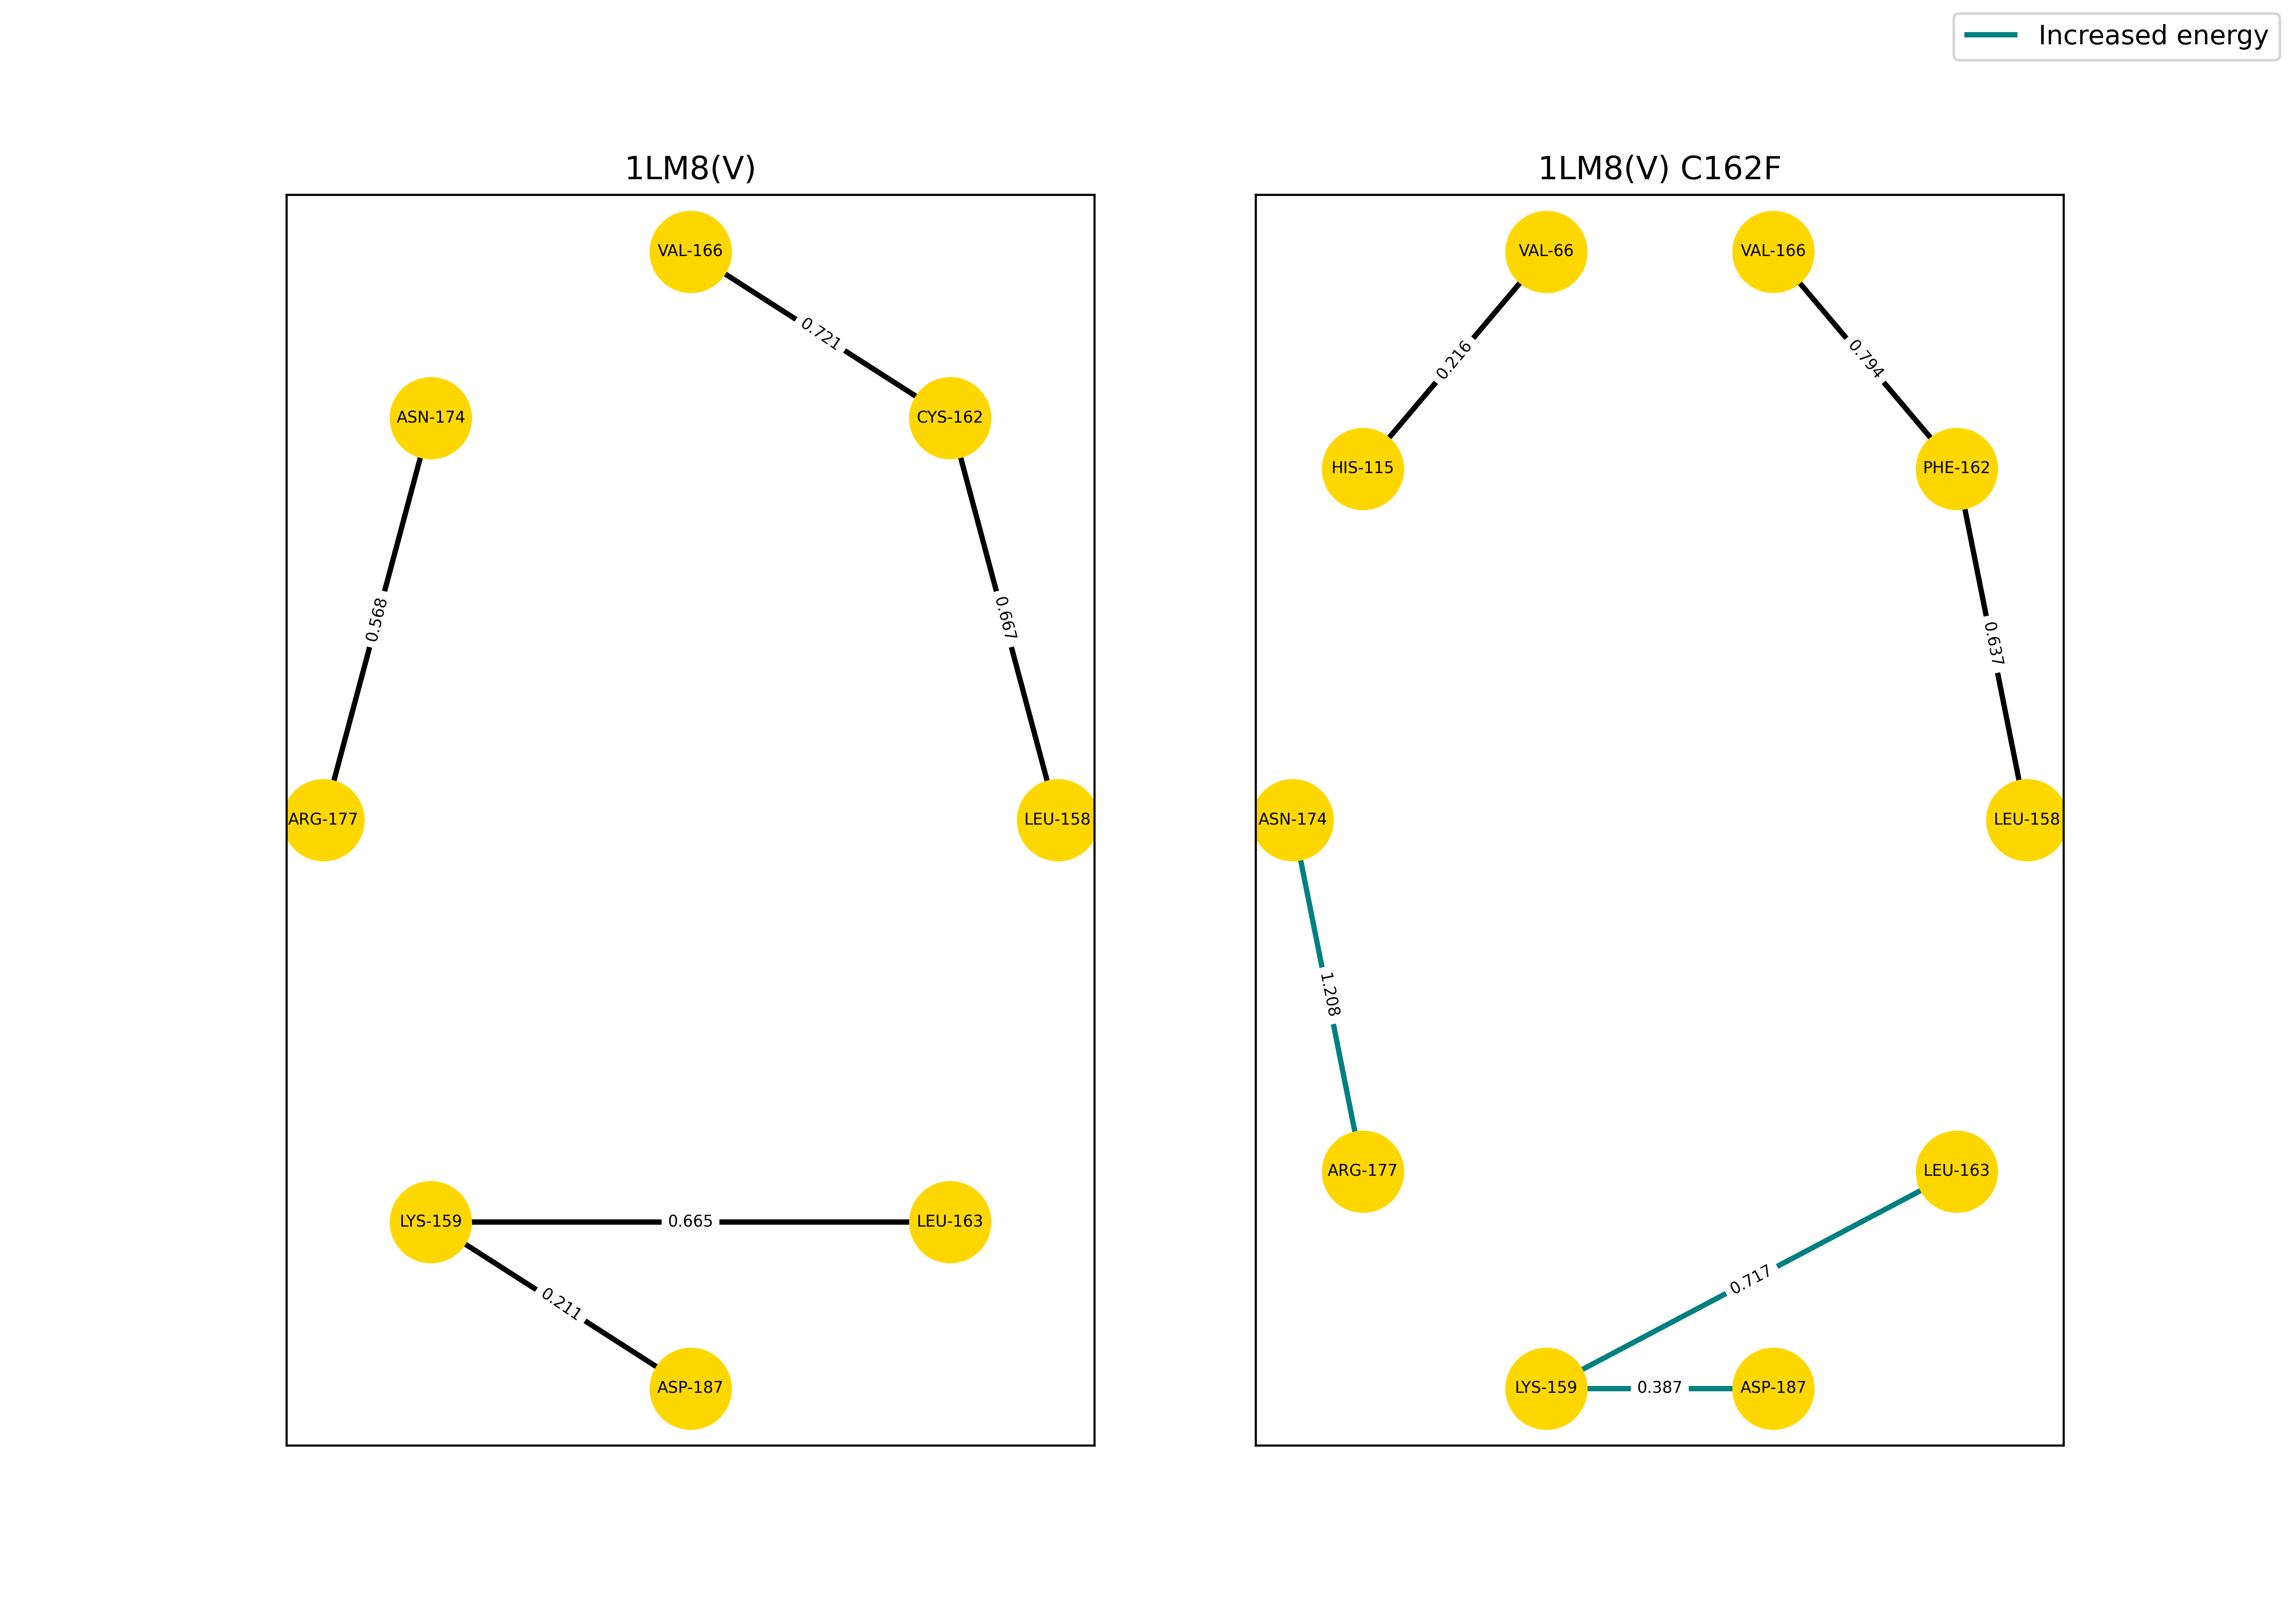 Increased energy
1LM8(V)
VAL-166
0.721
ASN-174
CYS-162
0.568
0.667
ARG-177
LEU-158
LYS-159
0.665
LEU-163
0.211
ASP-187
1LM8(V) C162F
VAL-66
VAL-166
0.216
0.794
HIS-115
PHE-162
0.637
ASN-174
LEU-158
1.208
ARG-177
LEU-163
0.717
LYS-159
0.387
ASP-187